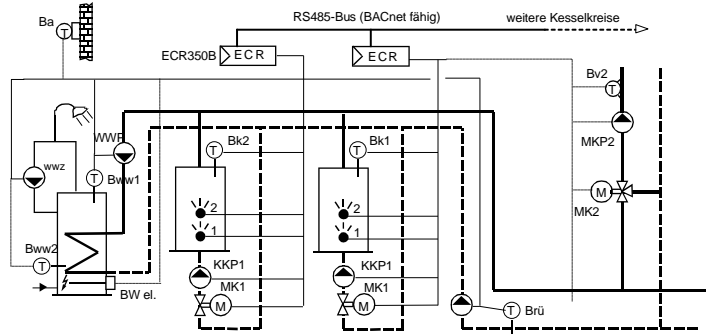 RS485-Bus (BACnet fähig)
weitere Kesselkreise
Ba
T
ECR350B
ECR
ECR
Bv2
T
WWP
Bk2
T
Bk1
T
MKP2
wwz
T
Bww1
M
MK2
2
1
2
1
Bww2
T
KKP1
KKP1
MK1
M
MK1
M
BW el.
T
Brü